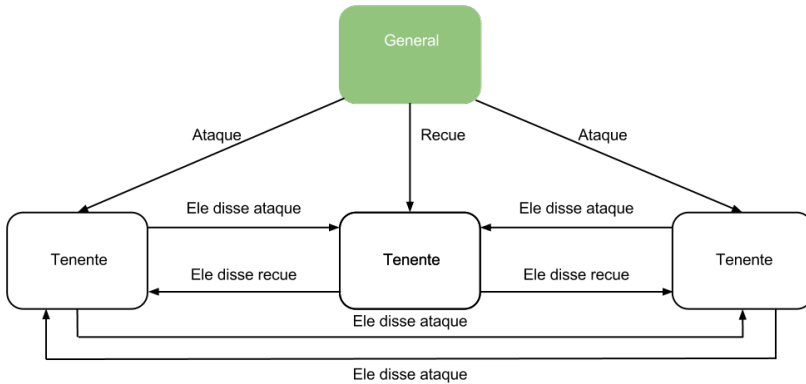 General
Ataque
Recue
Ataque
Ele disse ataque
Ele disse ataque
Tenente
Tenente
Tenente
Ele disse recue
Ele disse recue
Ele disse ataque
Ele disse ataque